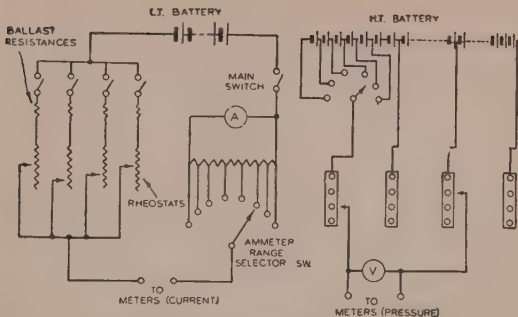 L.T. BATTERY
H.T. BATTERY
BALLAST
RESISTANCES
MAIN
SWITCH
A
RHEOSTATS
AMMETER
RANGE
SELECTOR SW.
TO
METERS (CURRENT)
V
TO
METERS (PRESSURE)